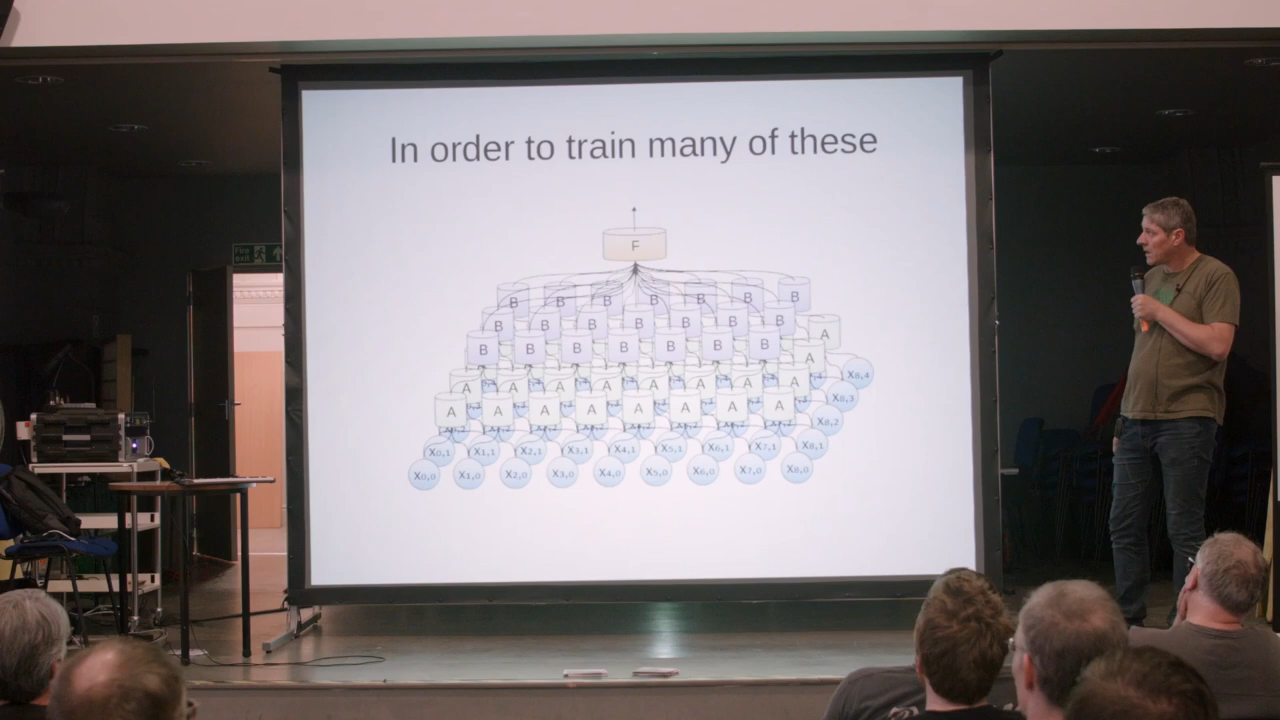 In order to train many of these
F
B B B B B B B
B B B B B B B
B B B B B B B A
A
A A A A A A A A X8,4
X8,3
A A A A A A A A
X8,2
X0,1 X1,1 X2,1 X3,1 X4,1 X5,1 X6,1 X7,1 X8,1
X0,0 X1,0 X2,0 X3,0 X4,0 X5,0 X6,0 X7,0 X8,0
Fire
exit